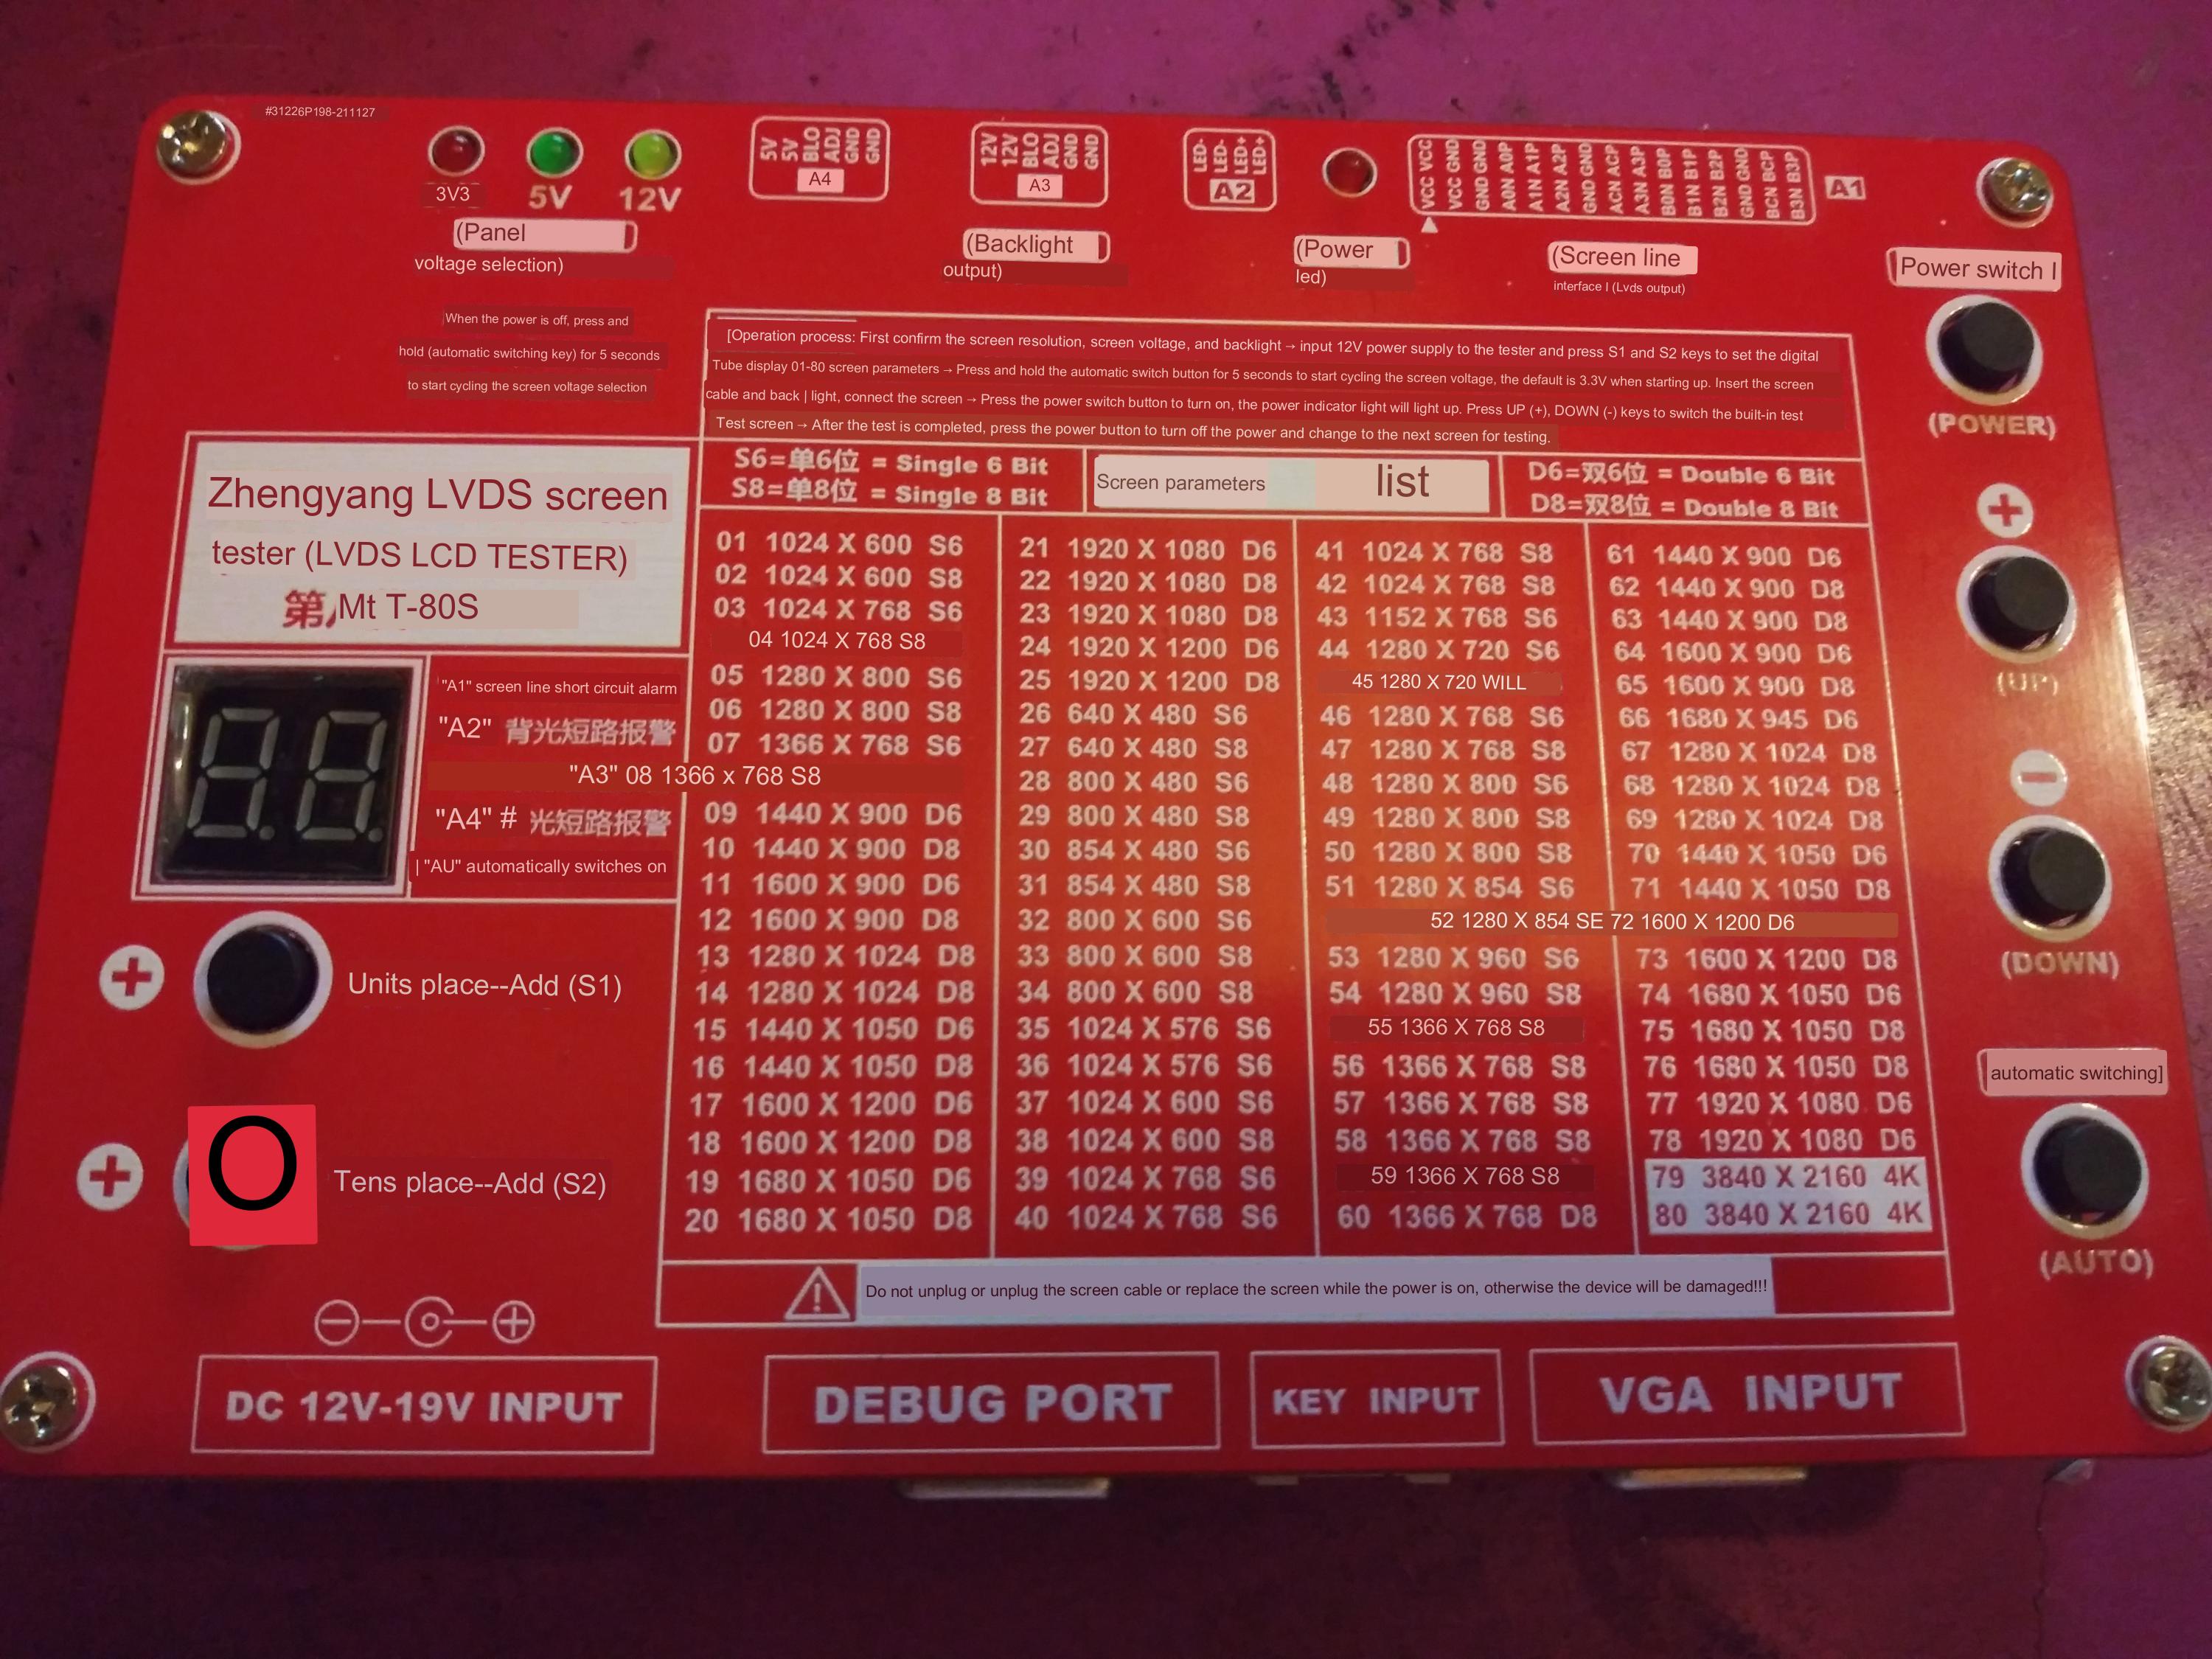 #31226P198-211127
3V3
5V
12V
(Panel
voltage selection)
5V
5V
BLO
ADJ
GND
GND
A4
12V
12V
BLO
ADJ
GND
GND
A3
(Backlight
output)
LED-
LED-
LED+
LED+
A2
(Power
led)
VCC VCC
VCC GND
GND GND
A0N A0P
A1N A1P
A2N A2P
GND GND
ACN ACP
A3N A3P
B0N B0P
B1N B1P
B2N B2P
GND GND
BCN BCP
B3N B3P
A1
(Screen line
interface I (Lvds output)
Power switch |
(POWER)
When the power is off, press and
hold (automatic switching key) for 5 seconds
to start cycling the screen voltage selection
[Operation process: First confirm the screen resolution, screen voltage, and backlight→ input 12V power supply to the tester and press S1 and S2 keys to set the digital
Tube display 01-80 screen parameters → Press and hold the automatic switch button for 5 seconds to start cycling the screen voltage, the default is 3.3V when starting up. Insert the screen
cable and back | light, connect the screen → Press the power switch button to turn on, the power indicator light will light up. Press UP (+), DOWN (-) keys to switch the built-in test
Test screen → After the test is completed, press the power button to turn off the power and change to the next screen for testing.
Zhengyang LVDS screen
tester (LVDS LCD TESTER)
第 Mt T-80S
S6=单6位 = Single 6 Bit
S8=单8位 = Single 8 Bit
Screen parameters list
D6=双6位 = Double 6 Bit
D8=双8位 = Double 8 Bit
"A1" screen line short circuit alarm
"A2" 背光短路报警
"A3" 08 1366 x 768 S8
"A4" # 光短路报警
| "AU" automatically switches on
01 1024 X 600 S6
02 1024 X 600 S8
03 1024 X 768 S6
04 1024 X 768 S8
05 1280 X 800 S6
06 1280 X 800 S8
07 1366 X 768 S6
09 1440 X 900 D6
10 1440 X 900 D8
11 1600 X 900 D6
12 1600 X 900 D8
13 1280 X 1024 D8
14 1280 X 1024 D8
15 1440 X 1050 D6
16 1440 X 1050 D8
17 1600 X 1200 D6
18 1600 X 1200 D8
19 1680 X 1050 D6
20 1680 X 1050 D8
21 1920 X 1080 D6
22 1920 X 1080 D8
23 1920 X 1080 D8
24 1920 X 1200 D6
25 1920 X 1200 D8
26 640 X 480 S6
27 640 X 480 S8
28 800 X 480 S6
29 800 X 480 S8
30 854 X 480 S6
31 854 X 480 S8
32 800 X 600 S6
33 800 X 600 S8
34 800 X 600 S8
35 1024 X 576 S6
36 1024 X 576 S6
37 1024 X 600 S6
38 1024 X 600 S8
39 1024 X 768 S6
40 1024 X 768 S6
41 1024 X 768 S8
42 1024 X 768 S8
43 1152 X 768 S6
44 1280 X 720 S6
45 1280 X 720 WILL
46 1280 X 768 S6
47 1280 X 768 S8
48 1280 X 800 S6
49 1280 X 800 S8
50 1280 X 800 S8
51 1280 X 854 S6
52 1280 X 854 SE 72 1600 X 1200 D6
53 1280 X 960 S6
54 1280 X 960 S8
55 1366 X 768 S8
56 1366 X 768 S8
57 1366 X 768 S8
58 1366 X 768 S8
59 1366 X 768 S8
60 1366 X 768 D8
61 1440 X 900 D6
62 1440 X 900 D8
63 1440 X 900 D8
64 1600 X 900 D6
65 1600 X 900 D8
66 1680 X 945 D6
67 1280 X 1024 D8
68 1280 X 1024 D8
69 1280 X 1024 D8
70 1440 X 1050 D6
71 1440 X 1050 D8
73 1600 X 1200 D8
74 1680 X 1050 D6
75 1680 X 1050 D8
76 1680 X 1050 D8
77 1920 X 1080 D6
78 1920 X 1080 D6
79 3840 X 2160 4K
80 3840 X 2160 4K
(UP)
(DOWN)
automatic switching]
(AUTO)
Units place--Add (S1)
O
Tens place--Add (S2)
Do not unplug or unplug the screen cable or replace the screen while the power is on, otherwise the device will be damaged!!!
DC 12V-19V INPUT
DEBUG PORT
KEY INPUT
VGA INPUT